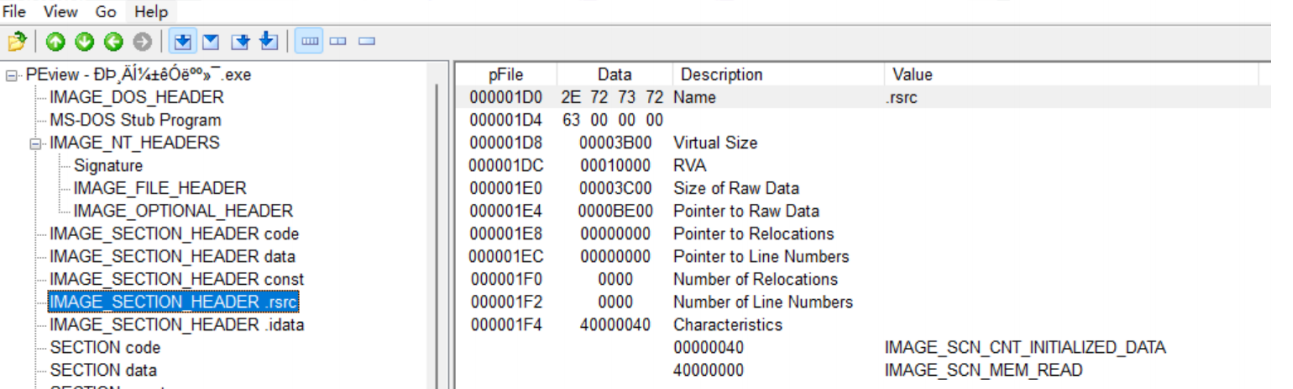 File View Go Help
PEview - ÐÞ¸ÄÍ¼±êÓëºº»¯.exe
IMAGE_DOS_HEADER
MS-DOS Stub Program
IMAGE_NT_HEADERS
Signature
IMAGE_FILE_HEADER
IMAGE_OPTIONAL_HEADER
IMAGE_SECTION_HEADER code
IMAGE_SECTION_HEADER data
IMAGE_SECTION_HEADER const
IMAGE_SECTION_HEADER .rsrc
IMAGE_SECTION_HEADER .idata
SECTION code
SECTION data
pFile Data Description Value
000001D0 2E 72 73 72 Name .rsrc
000001D4 63 00 00 00
000001D8 00003B00 Virtual Size
000001DC 00010000 RVA
000001E0 00003C00 Size of Raw Data
000001E4 0000BE00 Pointer to Raw Data
000001E8 00000000 Pointer to Relocations
000001EC 00000000 Pointer to Line Numbers
000001F0 0000 Number of Relocations
000001F2 0000 Number of Line Numbers
000001F4 40000040 Characteristics
00000040 IMAGE_SCN_CNT_INITIALIZED_DATA
40000000 IMAGE_SCN_MEM_READ